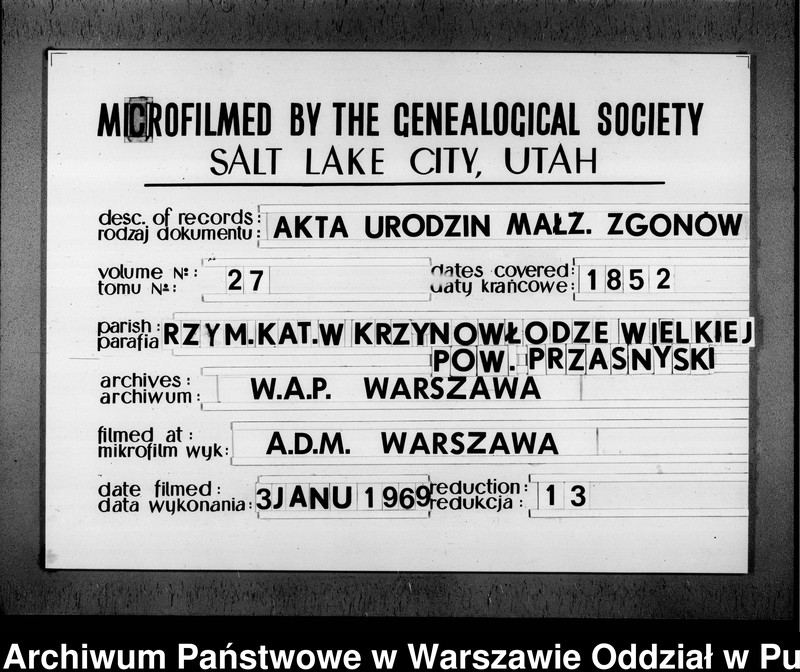 MICROFILMED BY THE GENEALOGICAL SOCIETY
SALT LAKE CITY, UTAH
desc. of records :
rodzaj dokumentu : AKTA URODZIN MAŁŻ. ZGONÓW
volume №: dates covered:
tomu №: 27 daty krańcowe: 1852
parish :
parafia RZYM.KAT.W KRZYNOWŁODZE WIELKIEJ
POW. PRZASNYSKI
archives :
archiwum : W.A.P. WARSZAWA
filmed at :
mikrofilm wyk: A.D.M. WARSZAWA
date filmed : reduction:
data wykonania: 3 JANU 1969 redukcja : 13
Archiwum Państwowe w Warszawie Oddział w Pu